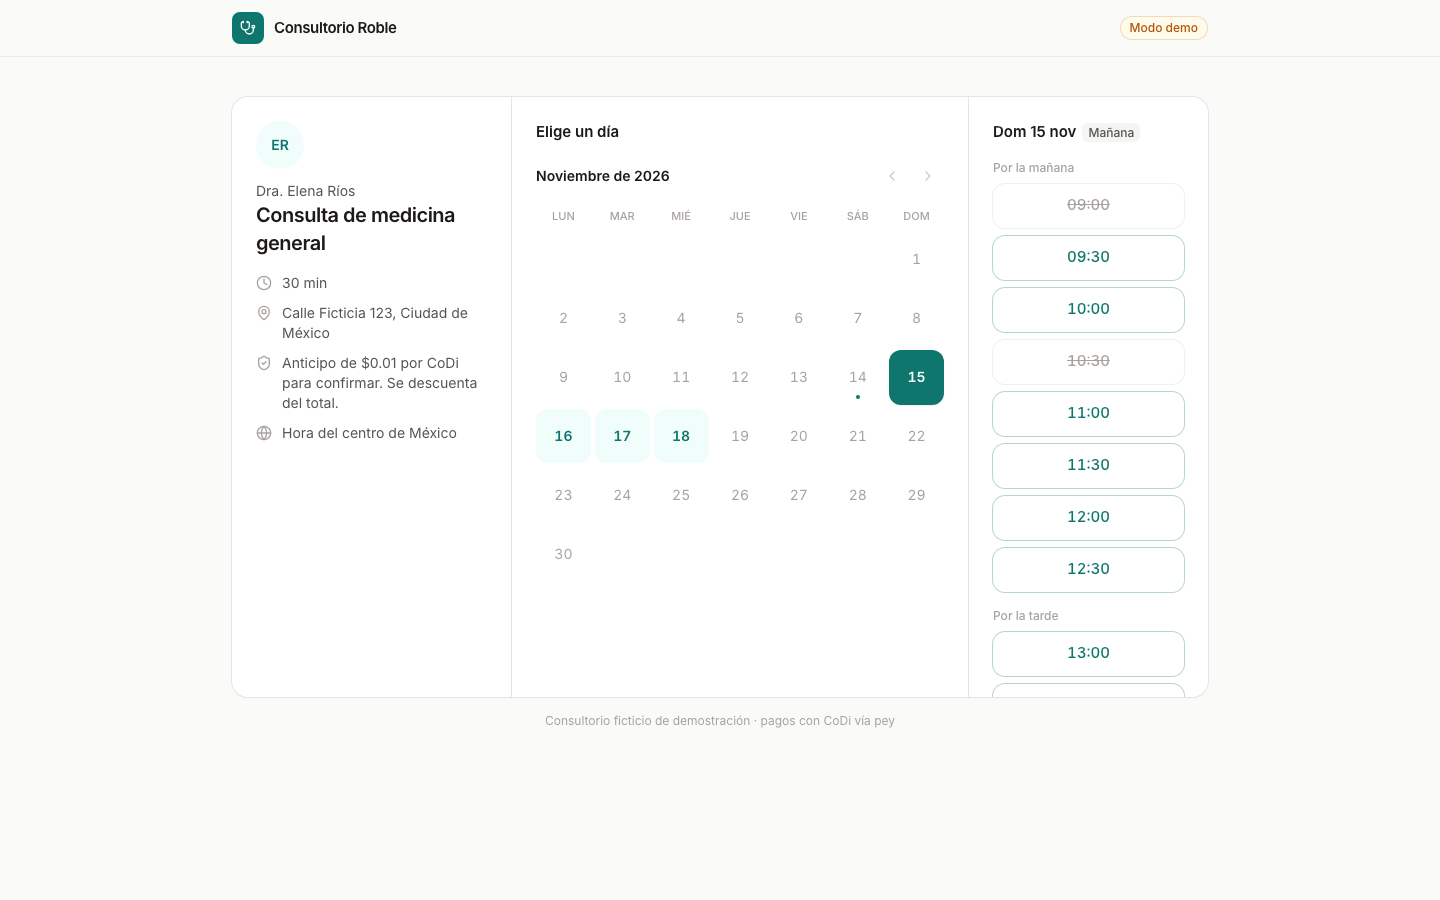 Consultorio Roble
Modo demo
ER
Dra. Elena Ríos
Consulta de medicina
general
30 min
Calle Ficticia 123, Ciudad de
México
Anticipo de $0.01 por CoDi
para confirmar. Se descuenta
del total.
Hora del centro de México
Elige un día
Noviembre de 2026
LUN MAR MIÉ JUE VIE SÁB DOM
1
2 3 4 5 6 7 8
9 10 11 12 13 14 15
16 17 18 19 20 21 22
23 24 25 26 27 28 29
30
Dom 15 nov Mañana
Por la mañana
09:00
09:30
10:00
10:30
11:00
11:30
12:00
12:30
Por la tarde
13:00
Consultorio ficticio de demostración · pagos con CoDi vía pey